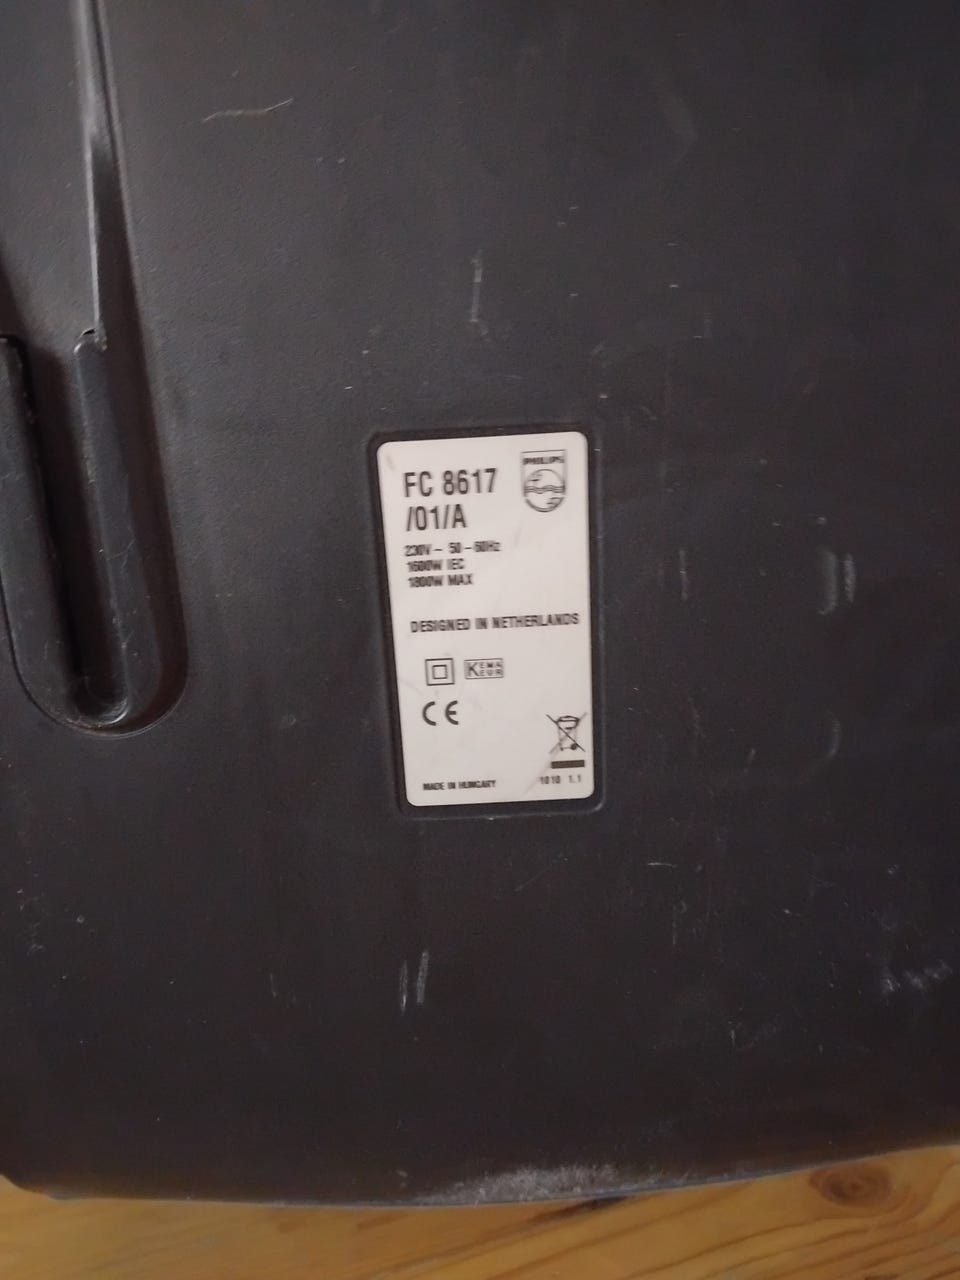 PHILIPS
FC 8617
/01/A
230V ~ 50-60Hz
1600W IEC
1800W MAX
DESIGNED IN NETHERLANDS
KEMA
EUR
CE
MADE IN HUNGARY
1010 1.1